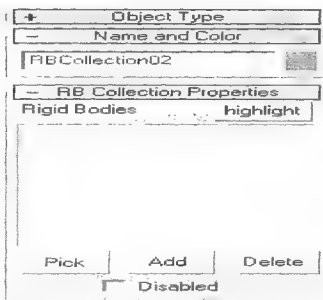 + Object Type
- Name and Color
RBCollection02
- RB Collection Properties
Rigid Bodies highlight
Pick Add Delete
Disabled